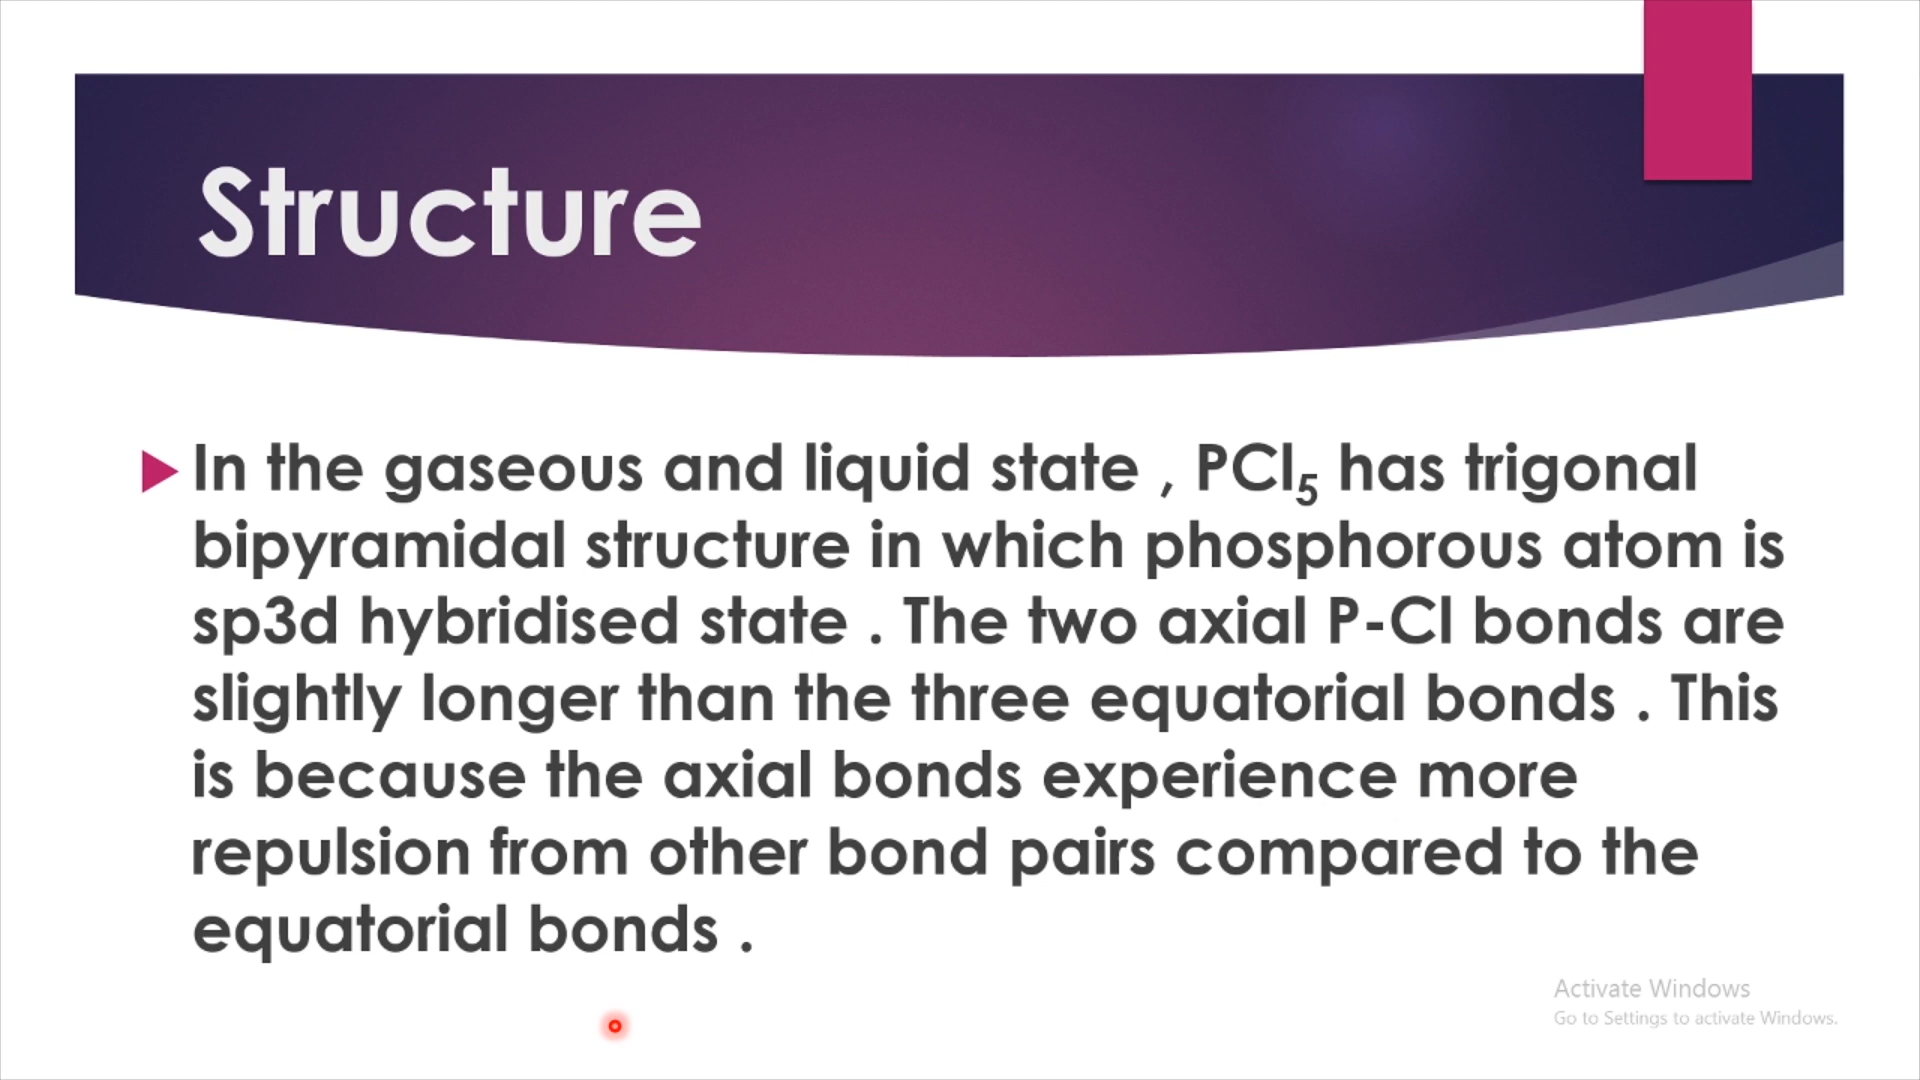 Structure
In the gaseous and liquid state , PCl₅ has trigonal
bipyramidal structure in which phosphorous atom is
sp3d hybridised state . The two axial P-Cl bonds are
slightly longer than the three equatorial bonds . This
is because the axial bonds experience more
repulsion from other bond pairs compared to the
equatorial bonds .
Activate Windows
Go to Settings to activate Windows.